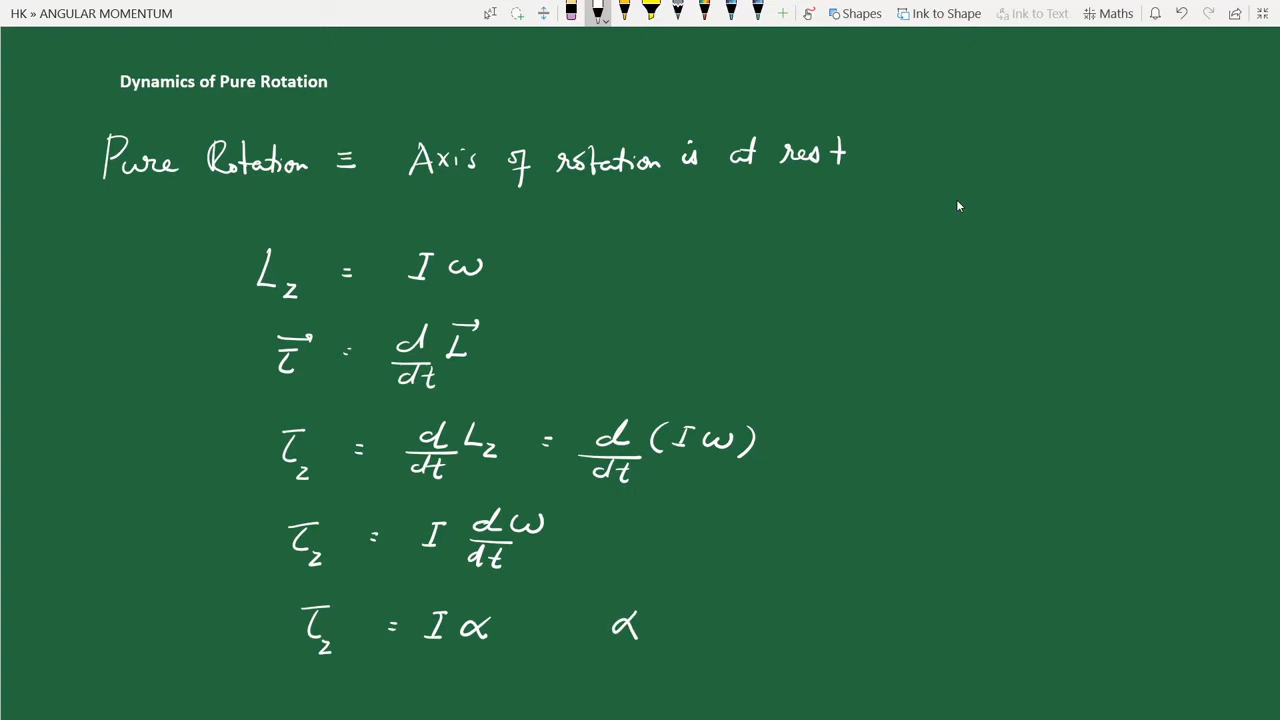 HK » ANGULAR MOMENTUM Shapes Ink to Shape Ink to Text Maths
Dynamics of Pure Rotation
Pure Rotation ≡ Axis of rotation is at rest
L_z = I ω
τ⃗ = d/dt L⃗
τ_z = d/dt L_z = d/dt (I ω)
τ_z = I dω/dt
τ_z = I α α